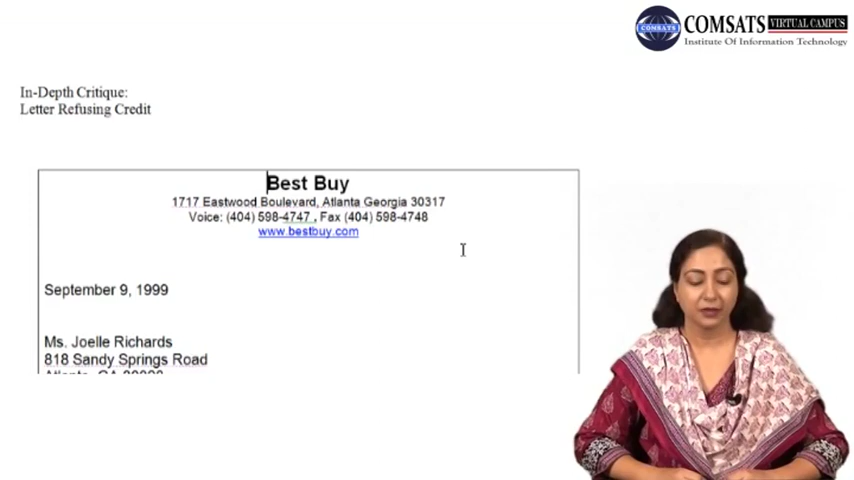 COMSATS VIRTUAL CAMPUS
Institute Of Information Technology
COMSATS
In-Depth Critique:
Letter Refusing Credit
Best Buy
1717 Eastwood Boulevard, Atlanta Georgia 30317
Voice: (404) 598-4747 , Fax (404) 598-4748
www.bestbuy.com
September 9, 1999
Ms. Joelle Richards
818 Sandy Springs Road